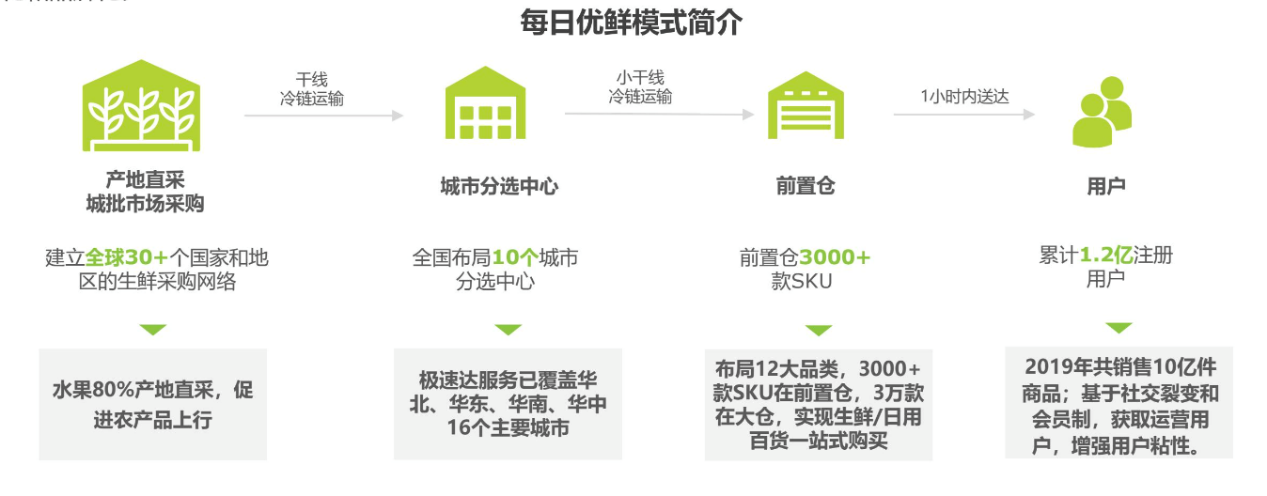 每日优鲜模式简介
干线
冷链运输
小干线
冷链运输
1小时内送达
产地直采
城批市场采购
城市分选中心
前置仓
用户
建立全球30+个国家和地
区的生鲜采购网络
全国布局10个城市
分选中心
前置仓3000+
款SKU
累计1.2亿注册
用户
水果80%产地直采，促
进农产品上行
极速达服务已覆盖华
北、华东、华南、华中
16个主要城市
布局12大品类，3000+
款SKU在前置仓，3万款
在大仓，实现生鲜/日用
百货一站式购买
2019年共销售10亿件
商品；基于社交裂变和
会员制，获取运营用
户，增强用户粘性。